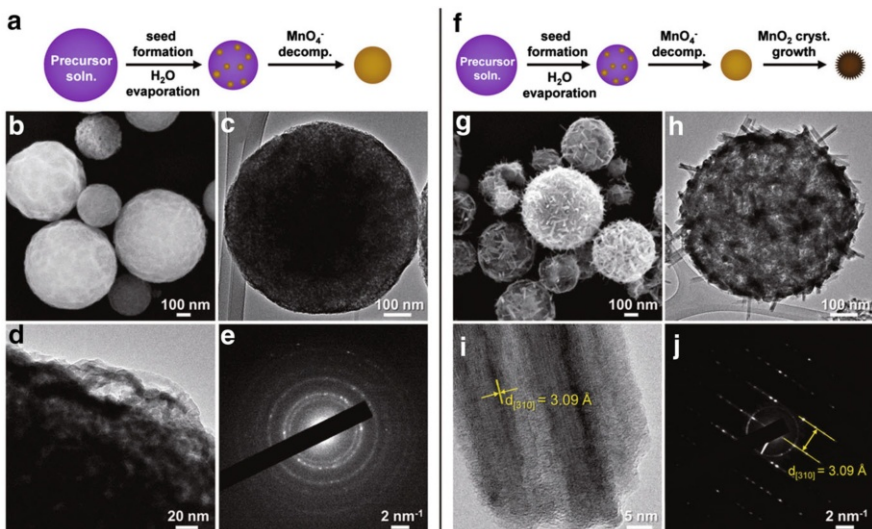 a
Precursor
soln.
seed
formation
H₂O
evaporation
MnO₄⁻
decomp.
b
100 nm
c
100 nm
d
20 nm
e
2 nm⁻¹
f
Precursor
soln.
seed
formation
H₂O
evaporation
MnO₄⁻
decomp.
MnO₂ cryst.
growth
g
100 nm
h
100 nm
i
d[310] = 3.09 Å
5 nm
j
d[310] = 3.09 Å
2 nm⁻¹